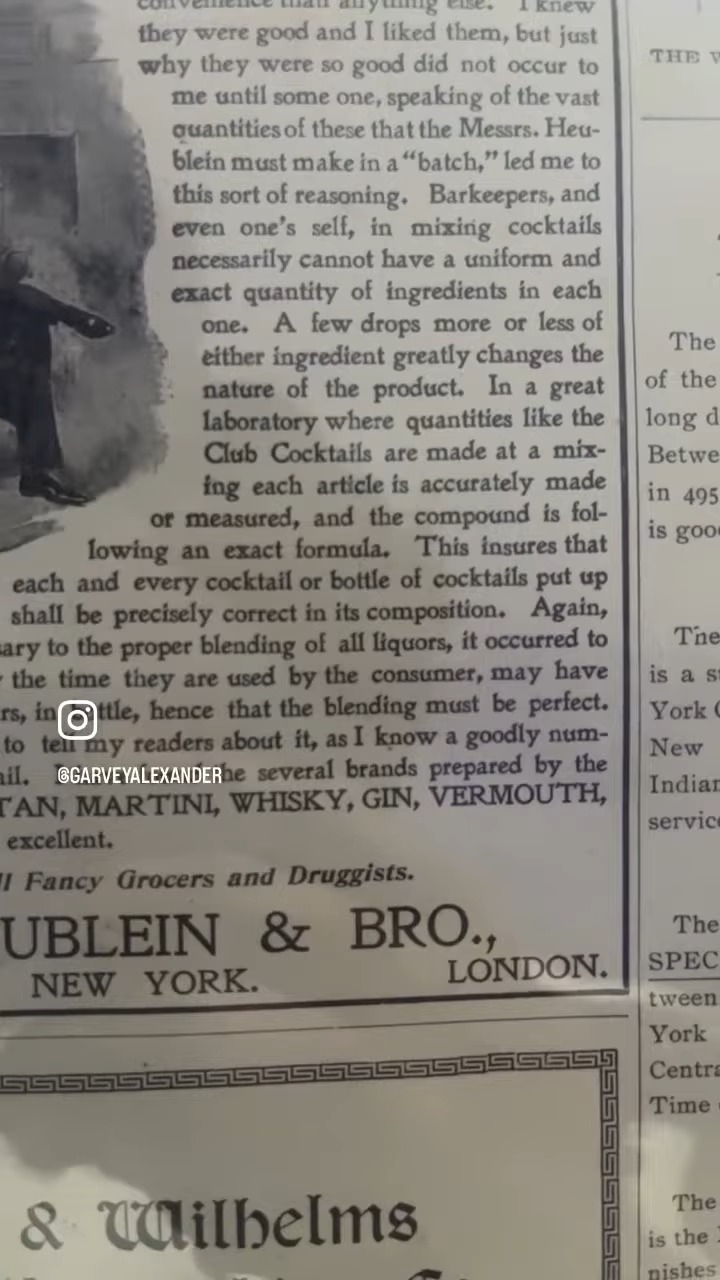 convenience than anything else. I knew
they were good and I liked them, but just
why they were so good did not occur to
me until some one, speaking of the vast
quantities of these that the Messrs. Heu-
blein must make in a “batch,” led me to
this sort of reasoning. Barkeepers, and
even one’s self, in mixing cocktails
necessarily cannot have a uniform and
exact quantity of ingredients in each
one. A few drops more or less of
either ingredient greatly changes the
nature of the product. In a great
laboratory where quantities like the
Club Cocktails are made at a mix-
ing each article is accurately made
or measured, and the compound is fol-
lowing an exact formula. This insures that
each and every cocktail or bottle of cocktails put up
shall be precisely correct in its composition. Again,
sary to the proper blending of all liquors, it occurred to
the time they are used by the consumer, may have
rs, in bottle, hence that the blending must be perfect.
to tell my readers about it, as I know a goodly num-
ail. the several brands prepared by the
@GARVEYALEXANDER
TAN, MARTINI, WHISKY, GIN, VERMOUTH,
excellent.
ll Fancy Grocers and Druggists.
UBLEIN & BRO.,
NEW YORK. LONDON.
& Wilhelms
THE W
The
of the
long d
Betwe
in 495
is good
The
is a st
York C
New
Indian
service
The
SPEC
tween
York
Centra
Time
The
is the
nishes